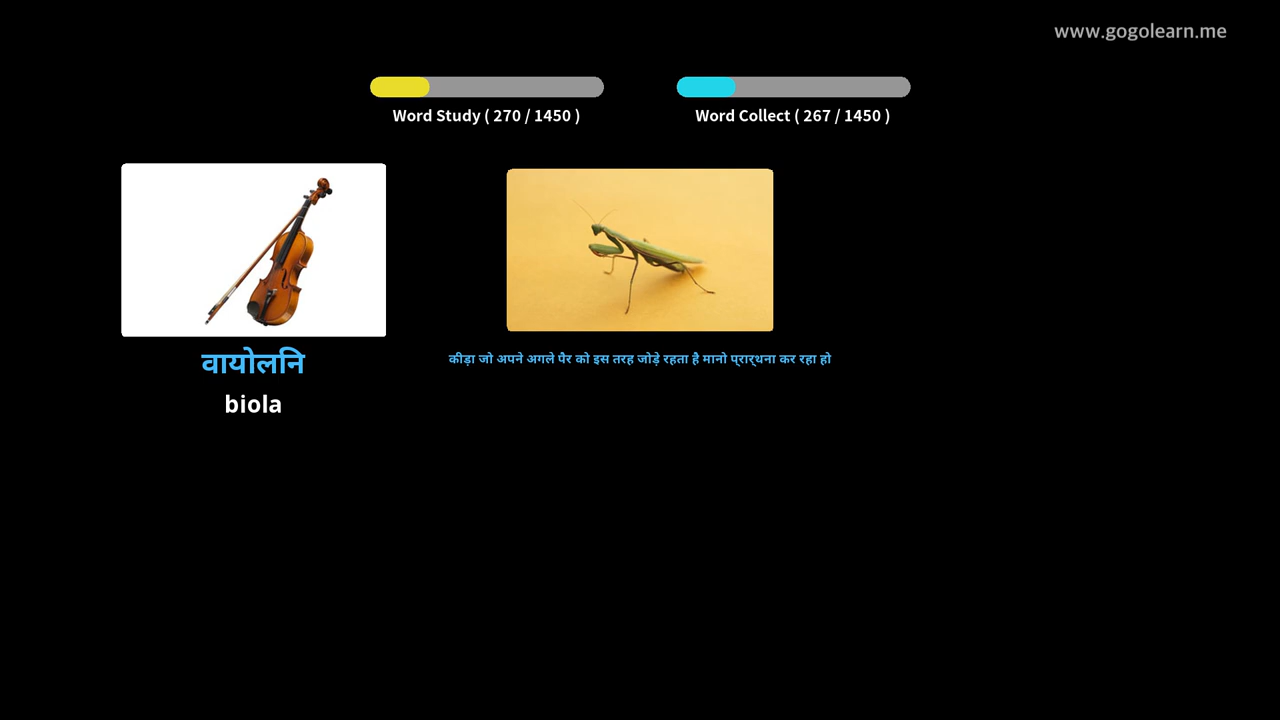 www.gogolearn.me
Word Study ( 270 / 1450 )
Word Collect ( 267 / 1450 )
वायोलनि
biola
कीड़ा जो अपने अगले पैर को इस तरह जोड़े रहता है मानो प्रार्थना कर रहा हो